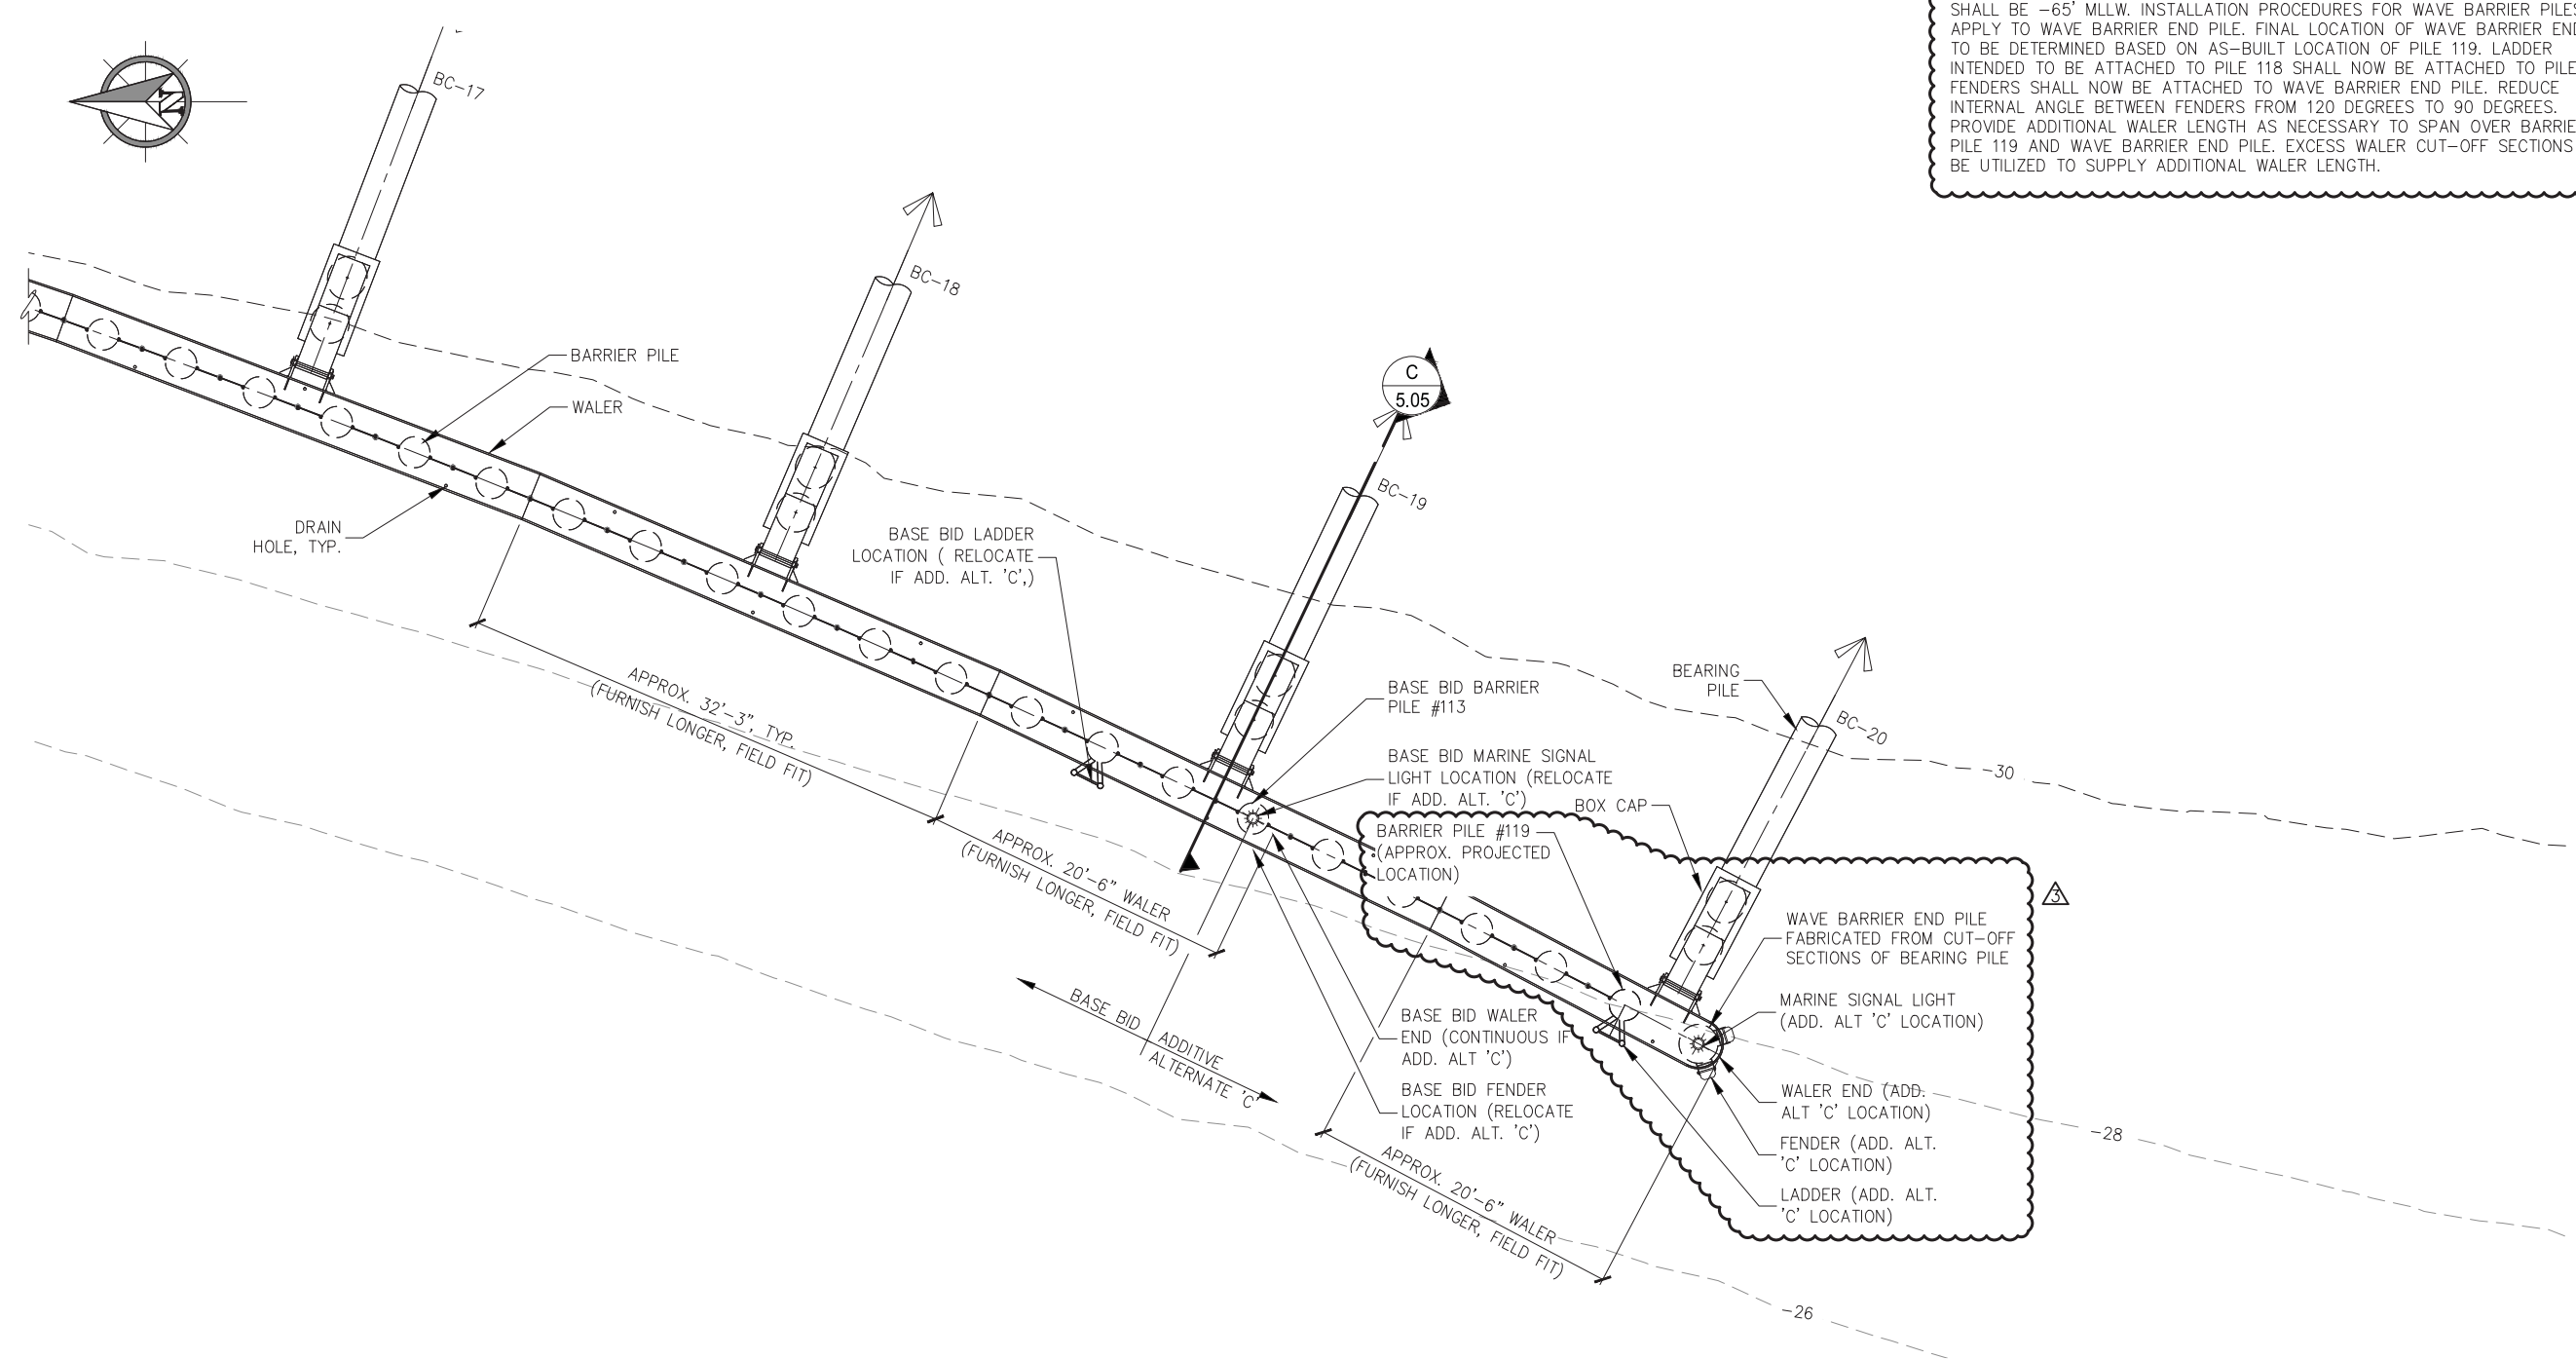 SHALL BE -65' MLLW. INSTALLATION PROCEDURES FOR WAVE BARRIER PILES
APPLY TO WAVE BARRIER END PILE. FINAL LOCATION OF WAVE BARRIER END
TO BE DETERMINED BASED ON AS-BUILT LOCATION OF PILE 119. LADDER
INTENDED TO BE ATTACHED TO PILE 118 SHALL NOW BE ATTACHED TO PILE
FENDERS SHALL NOW BE ATTACHED TO WAVE BARRIER END PILE. REDUCE
INTERNAL ANGLE BETWEEN FENDERS FROM 120 DEGREES TO 90 DEGREES.
PROVIDE ADDITIONAL WALER LENGTH AS NECESSARY TO SPAN OVER
PILE 119 AND WAVE BARRIER END PILE. EXCESS WALER CUT-OFF SECTIONS
BE UTILIZED TO SUPPLY ADDITIONAL WALER LENGTH.
N
BC-17
BC-18
BARRIER PILE
WALER
C
5.05
BC-19
DRAIN
HOLE, TYP.
BASE BID LADDER
LOCATION ( RELOCATE
IF ADD. ALT. 'C',)
APPROX. 32'-3", TYP.
(FURNISH LONGER, FIELD FIT)
BASE BID BARRIER
PILE #113
BASE BID MARINE SIGNAL
LIGHT LOCATION (RELOCATE
IF ADD. ALT. 'C')
BEARING
PILE
BC-20
BOX CAP
-30
BARRIER PILE #119
(APPROX. PROJECTED
LOCATION)
APPROX. 20'-6" WALER
(FURNISH LONGER, FIELD FIT)
3
WAVE BARRIER END PILE
FABRICATED FROM CUT-OFF
SECTIONS OF BEARING PILE
MARINE SIGNAL LIGHT
(ADD. ALT 'C' LOCATION)
BASE BID
ADDITIVE
ALTERNATE 'C'
BASE BID WALER
END (CONTINUOUS IF
ADD. ALT 'C')
BASE BID FENDER
LOCATION (RELOCATE
IF ADD. ALT. 'C')
WALER END (ADD.
ALT 'C' LOCATION)
FENDER (ADD. ALT.
'C' LOCATION)
LADDER (ADD. ALT.
'C' LOCATION)
-28
APPROX. 20'-6" WALER
(FURNISH LONGER, FIELD FIT)
-26